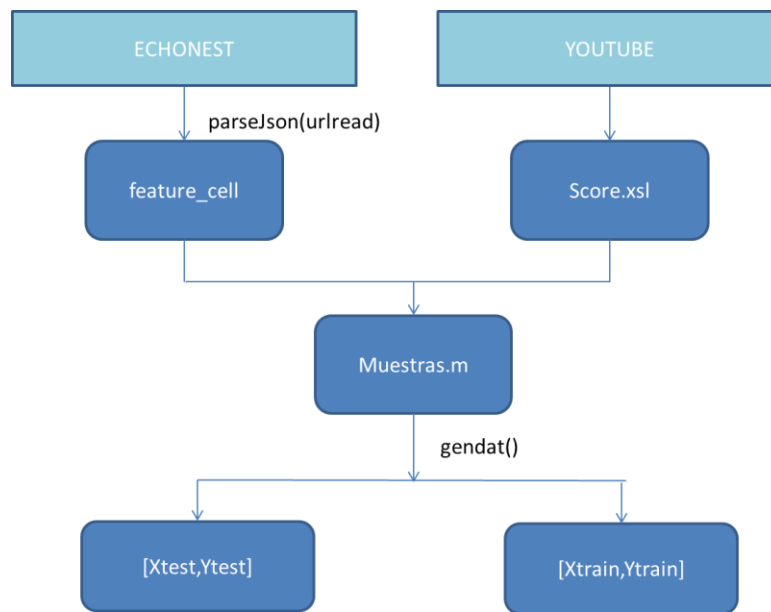 ECHONEST
YOUTUBE
parseJson(urlread)
feature_cell
Score.xsl
Muestras.m
gendat()
[Xtest,Ytest]
[Xtrain,Ytrain]